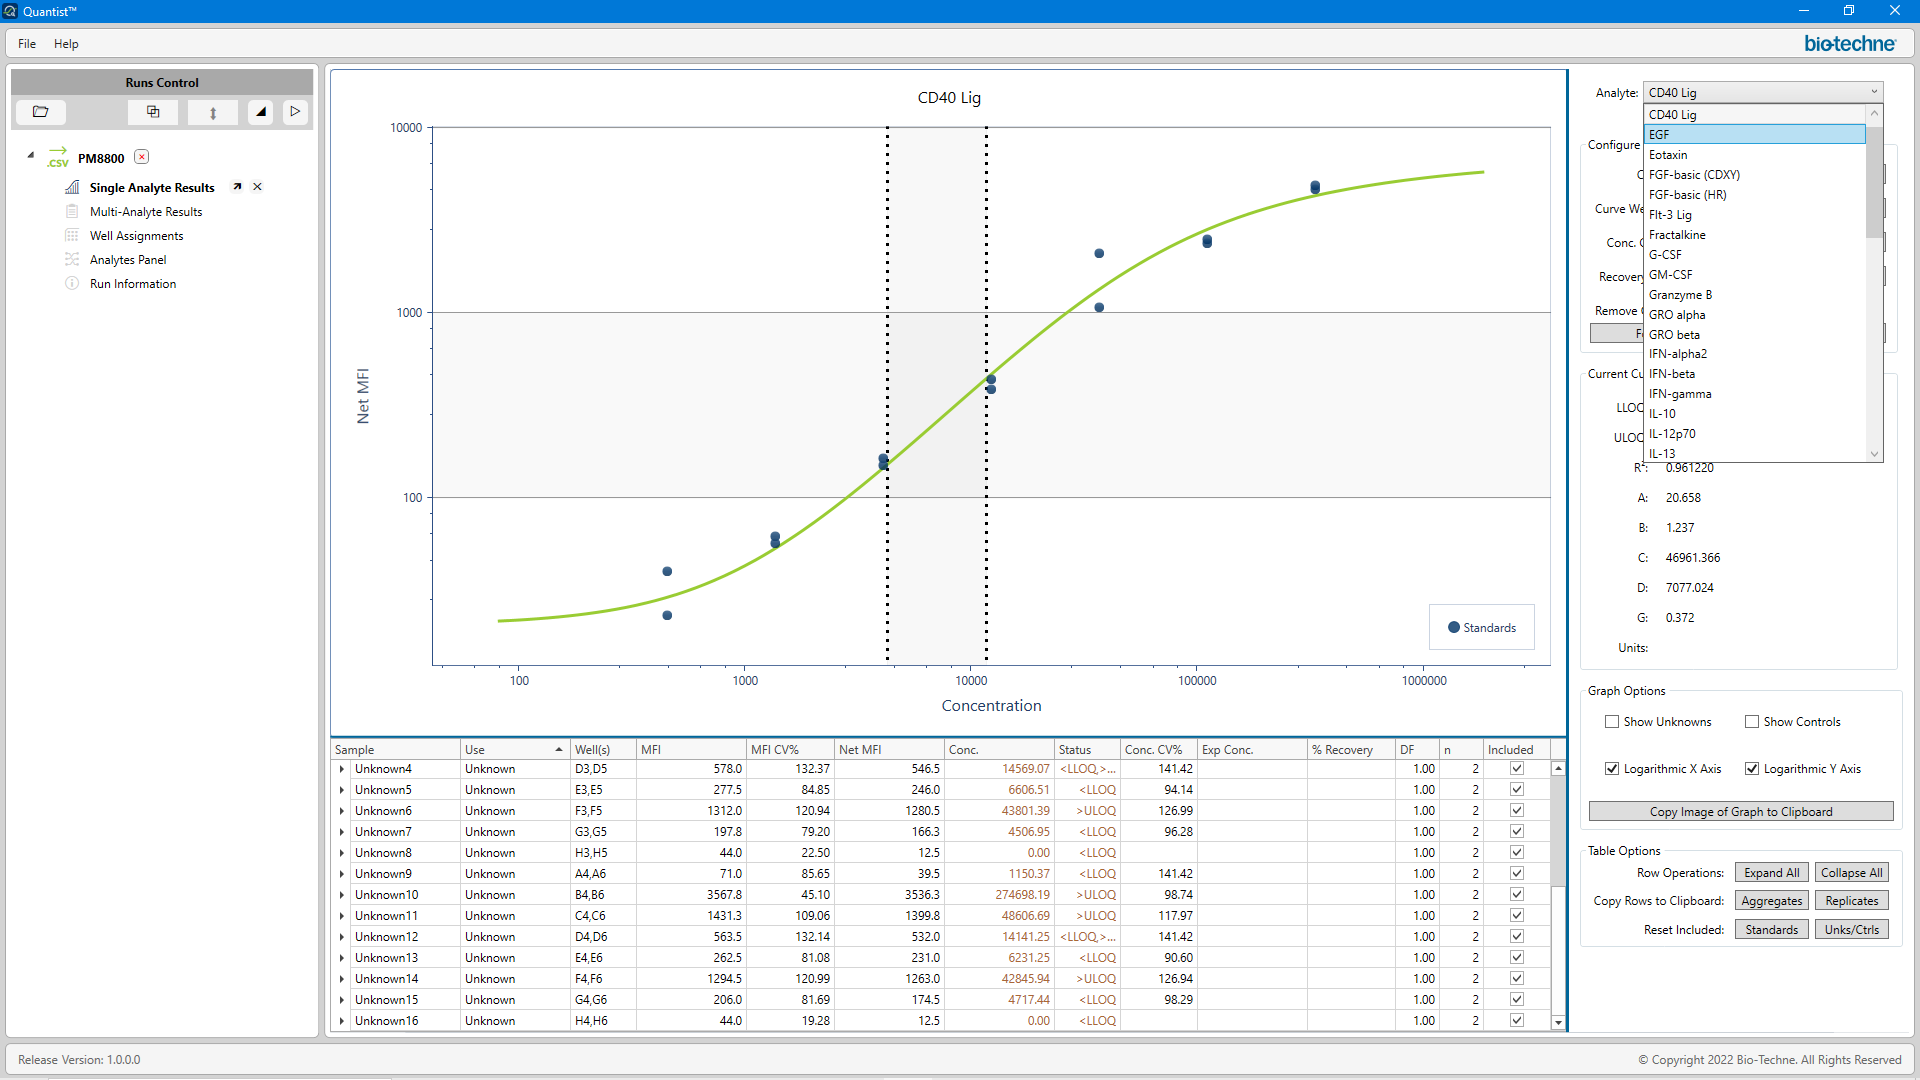 Quantist™
File Help
bio-techne
Runs Control
.CSV PM8800
Single Analyte Results
Multi-Analyte Results
Well Assignments
Analytes Panel
Run Information
CD40 Lig
10000
1000
100
Net MFI
100 1000 10000 100000 1000000
Concentration
Standards
Sample Use Well(s) MFI MFI CV% Net MFI Conc. Status Conc. CV% Exp Conc. % Recovery DF n Included
Unknown4 Unknown D3,D5 578.0 132.37 546.5 14569.07 <LLOQ,>... 141.42 1.00 2
Unknown5 Unknown E3,E5 277.5 84.85 246.0 6606.51 <LLOQ 94.14 1.00 2
Unknown6 Unknown F3,F5 1312.0 120.94 1280.5 43801.39 >ULOQ 126.99 1.00 2
Unknown7 Unknown G3,G5 197.8 79.20 166.3 4506.95 <LLOQ 96.28 1.00 2
Unknown8 Unknown H3,H5 44.0 22.50 12.5 0.00 <LLOQ 1.00 2
Unknown9 Unknown A4,A6 71.0 85.65 39.5 1150.37 <LLOQ 141.42 1.00 2
Unknown10 Unknown B4,B6 3567.8 45.10 3536.3 274698.19 >ULOQ 98.74 1.00 2
Unknown11 Unknown C4,C6 1431.3 109.06 1399.8 48606.69 >ULOQ 117.97 1.00 2
Unknown12 Unknown D4,D6 563.5 132.14 532.0 14141.25 <LLOQ,>... 141.42 1.00 2
Unknown13 Unknown E4,E6 262.5 81.08 231.0 6231.25 <LLOQ 90.60 1.00 2
Unknown14 Unknown F4,F6 1294.5 120.99 1263.0 42845.94 >ULOQ 126.94 1.00 2
Unknown15 Unknown G4,G6 206.0 81.69 174.5 4717.44 <LLOQ 98.29 1.00 2
Unknown16 Unknown H4,H6 44.0 19.28 12.5 0.00 <LLOQ 1.00 2
Analyte: CD40 Lig
CD40 Lig
EGF
Eotaxin
FGF-basic (CDXY)
FGF-basic (HR)
Flt-3 Lig
Fractalkine
G-CSF
GM-CSF
Granzyme B
GRO alpha
GRO beta
IFN-alpha2
IFN-beta
IFN-gamma
IL-10
IL-12p70
IL-13
Configure
Curve We
Conc. 
Recovery
Remove
Current Cu
LLOQ
ULOQ
R²: 0.961220
A: 20.658
B: 1.237
C: 46961.366
D: 7077.024
G: 0.372
Units:
Graph Options
Show Unknowns Show Controls
Logarithmic X Axis Logarithmic Y Axis
Copy Image of Graph to Clipboard
Table Options
Row Operations: Expand All Collapse All
Copy Rows to Clipboard: Aggregates Replicates
Reset Included: Standards Unks/Ctrls
Release Version: 1.0.0.0
© Copyright 2022 Bio-Techne. All Rights Reserved